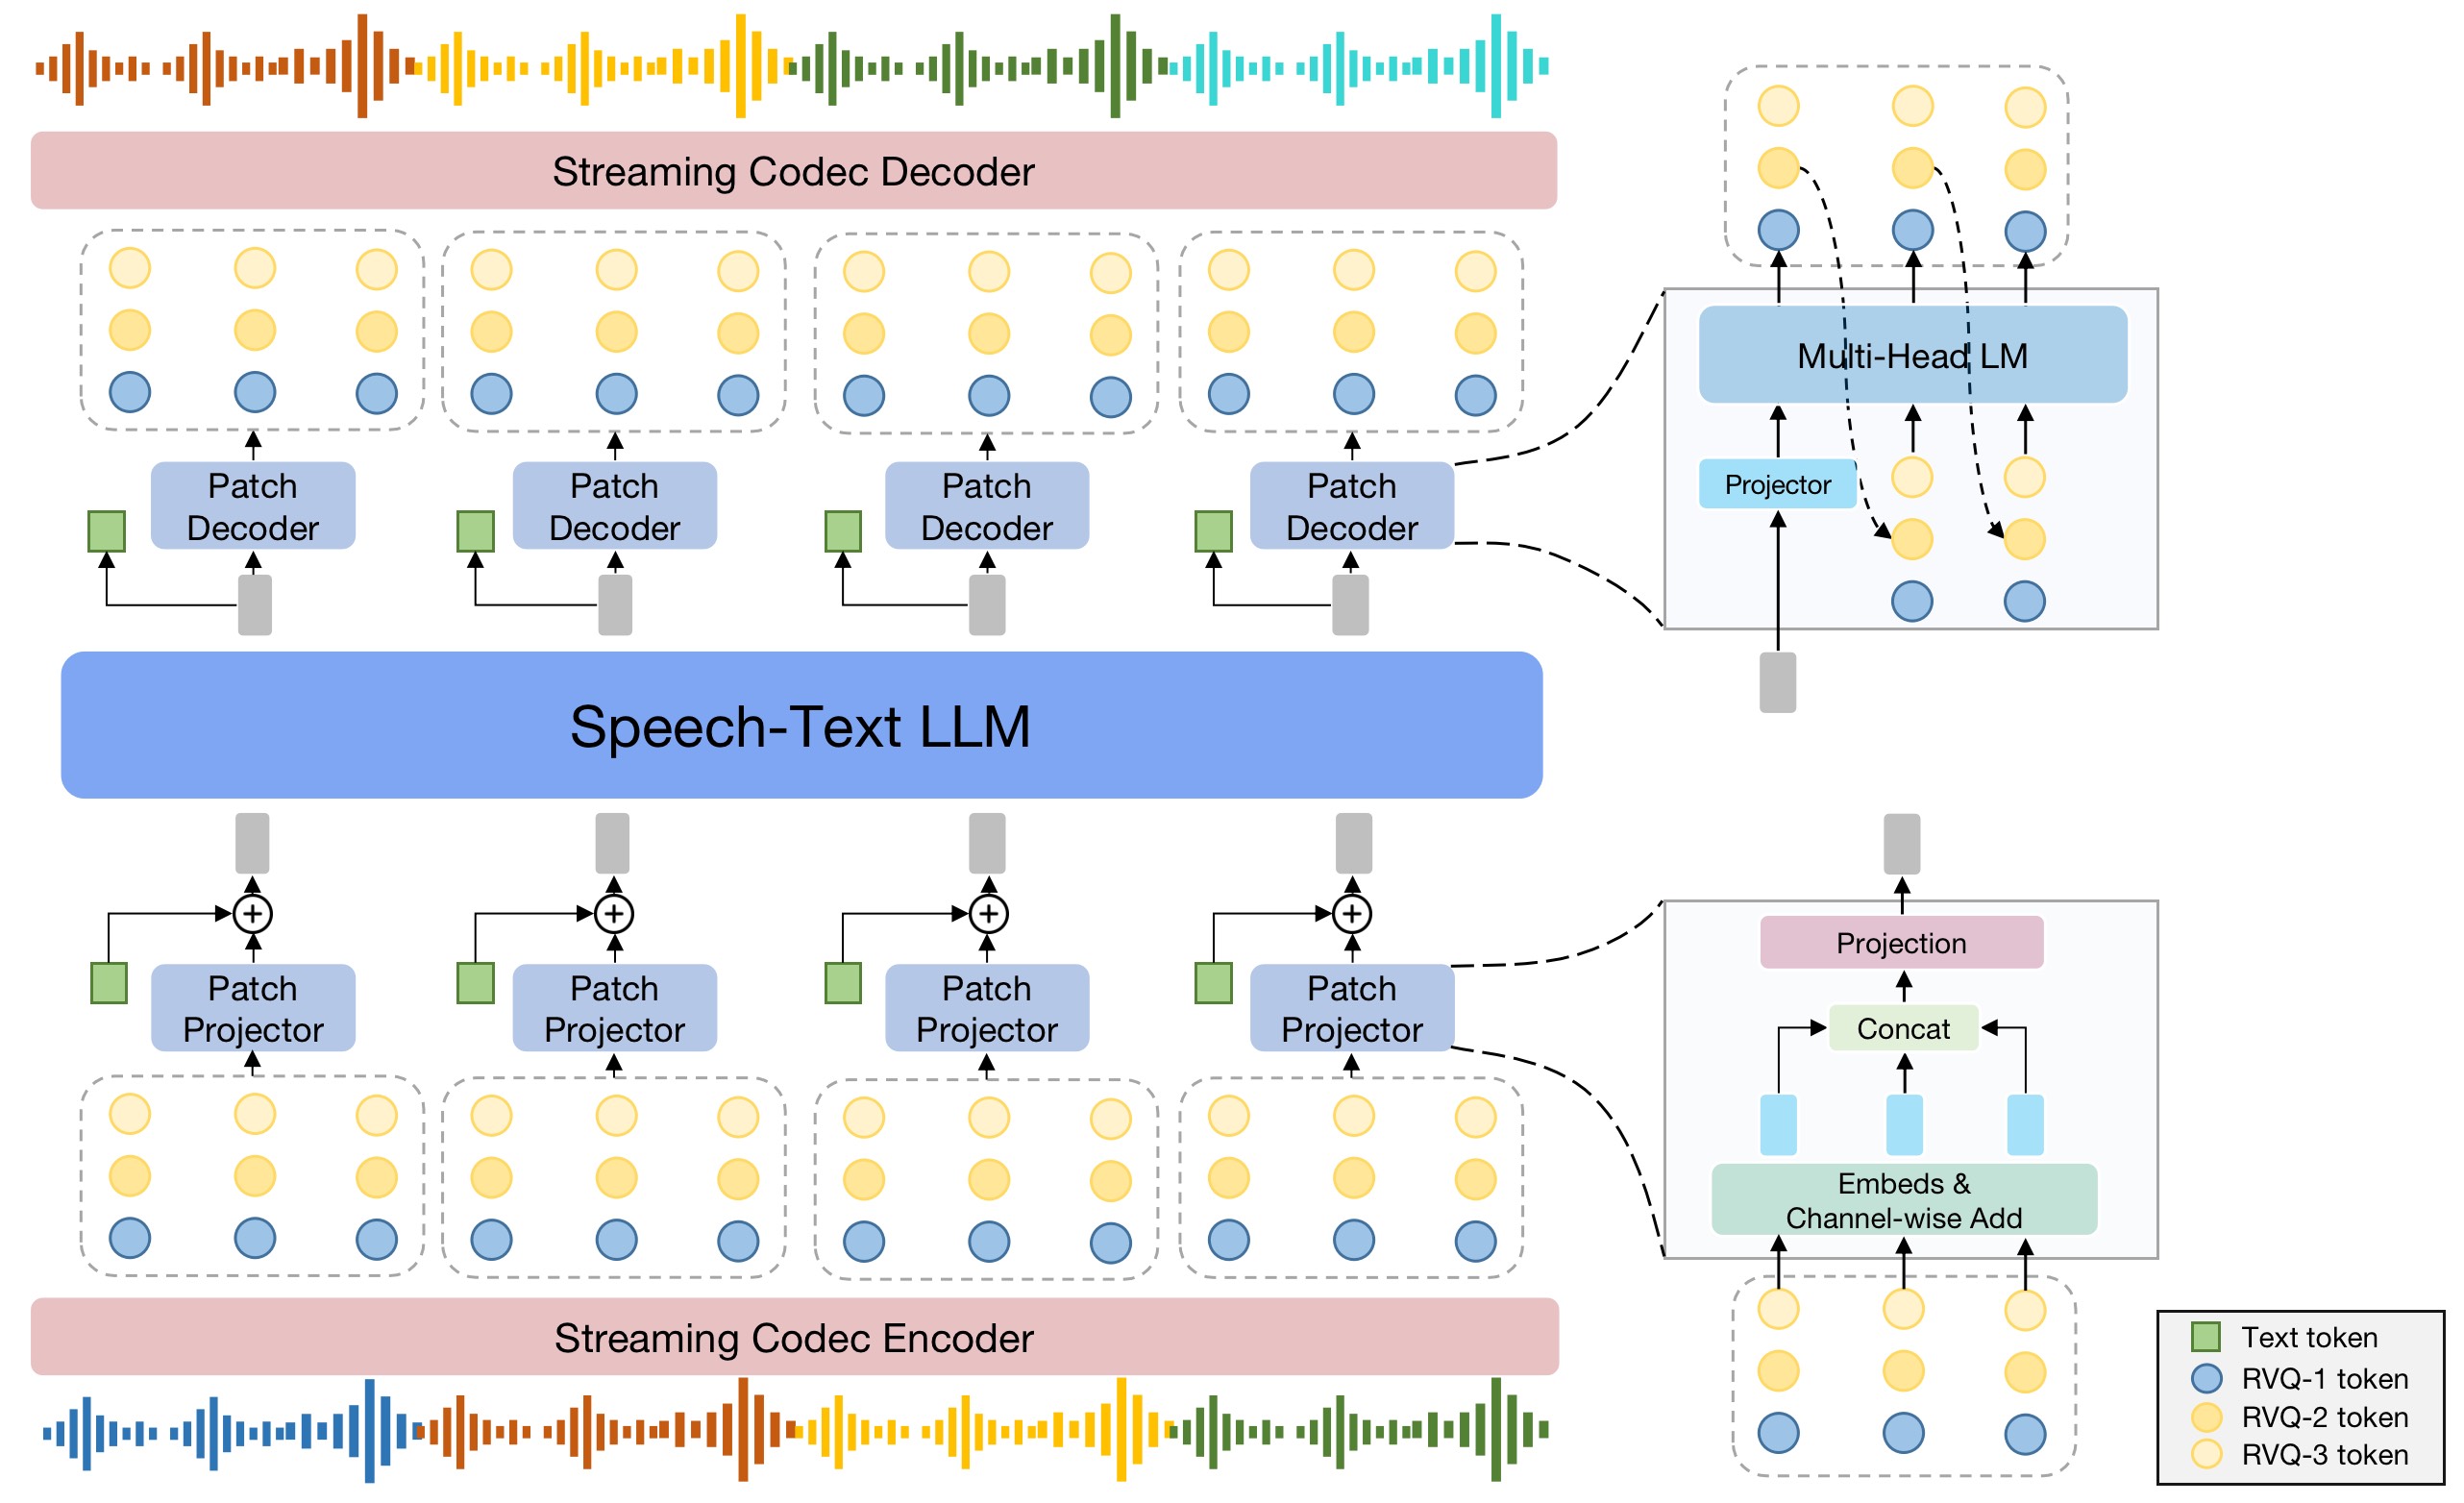 Streaming Codec Decoder
Patch
Decoder
Patch
Decoder
Patch
Decoder
Patch
Decoder
Multi-Head LM
Projector
Speech-Text LLM
Patch
Projector
Patch
Projector
Patch
Projector
Patch
Projector
Projection
Concat
Embeds &
Channel-wise Add
Streaming Codec Encoder
Text token
RVQ-1 token
RVQ-2 token
RVQ-3 token